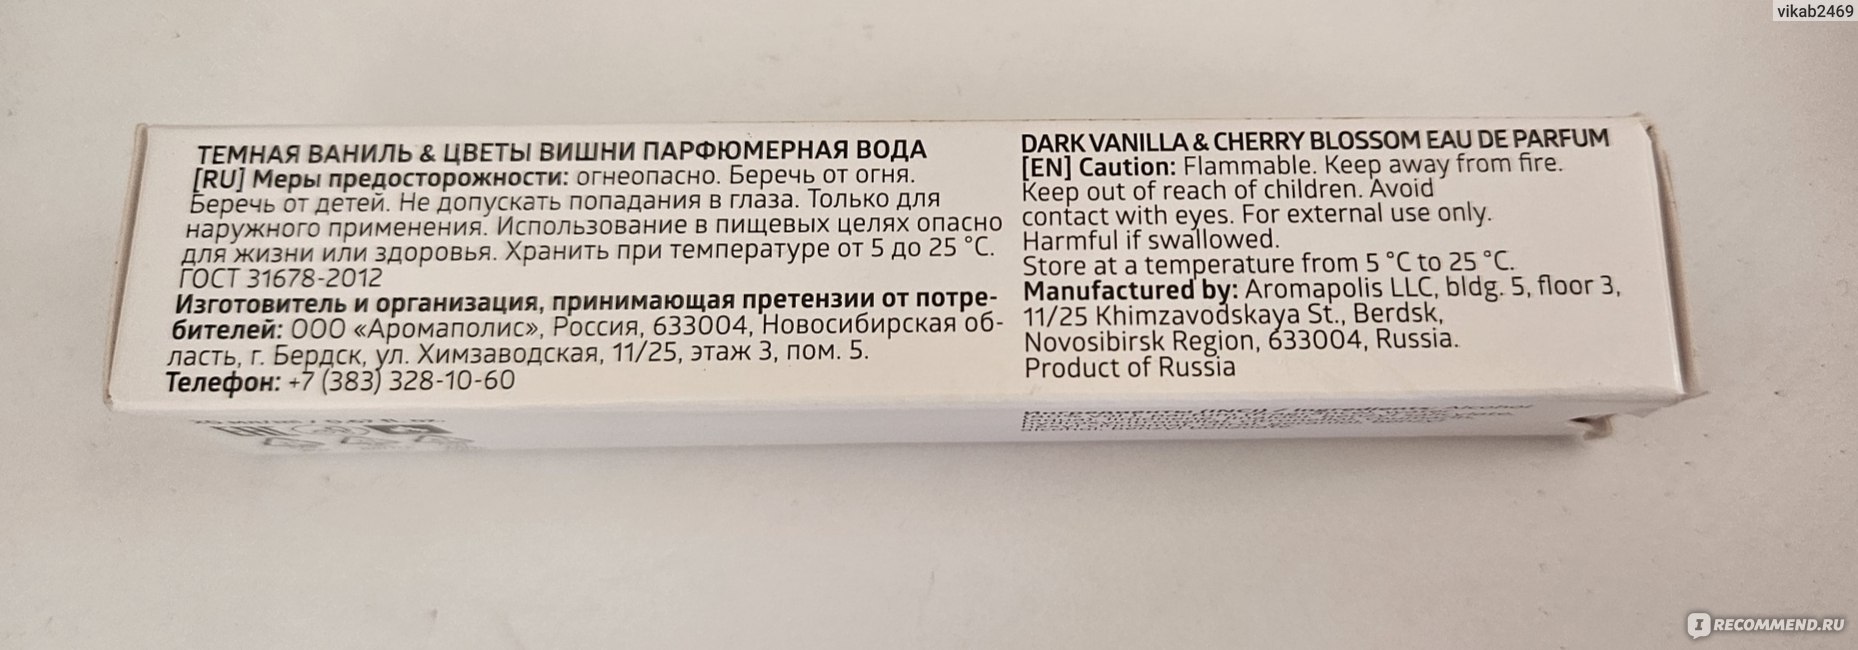 vikab2469
ТЕМНАЯ ВАНИЛЬ & ЦВЕТЫ ВИШНИ ПАРФЮМЕРНАЯ ВОДА
[RU] Меры предосторожности: огнеопасно. Беречь от огня.
Беречь от детей. Не допускать попадания в глаза. Только для
наружного применения. Использование в пищевых целях опасно
для жизни или здоровья. Хранить при температуре от 5 до 25 °C.
ГОСТ 31678-2012
Изготовитель и организация, принимающая претензии от потре-
бителей: ООО «Аромаполис», Россия, 633004, Новосибирская об-
ласть, г. Бердск, ул. Химзаводская, 11/25, этаж 3, пом. 5.
Телефон: +7 (383) 328-10-60
DARK VANILLA & CHERRY BLOSSOM EAU DE PARFUM
[EN] Caution: Flammable. Keep away from fire.
Keep out of reach of children. Avoid
contact with eyes. For external use only.
Harmful if swallowed.
Store at a temperature from 5 °C to 25 °C.
Manufactured by: Aromapolis LLC, bldg. 5, floor 3,
11/25 Khimzavodskaya St., Berdsk,
Novosibirsk Region, 633004, Russia.
Product of Russia
IRECOMMEND.RU